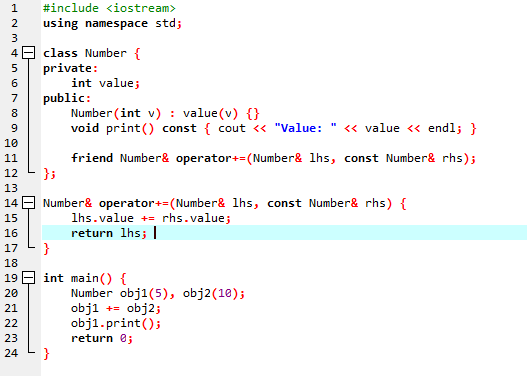 1 #include <iostream>
2 using namespace std;
3
4 class Number {
5 private:
6     int value;
7 public:
8     Number(int v) : value(v) {}
9     void print() const { cout << "Value: " << value << endl; }
10
11     friend Number& operator+=(Number& lhs, const Number& rhs);
12 };
13
14 Number& operator+=(Number& lhs, const Number& rhs) {
15     lhs.value += rhs.value;
16     return lhs;
17 }
18
19 int main() {
20     Number obj1(5), obj2(10);
21     obj1 += obj2;
22     obj1.print();
23     return 0;
24 }